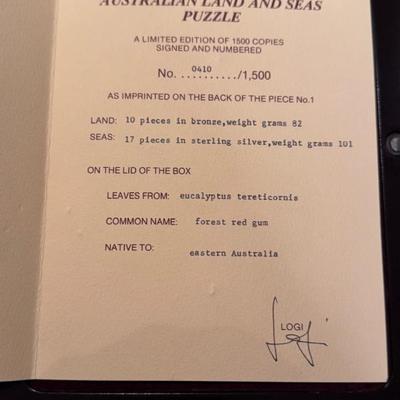 AUSTRALIAN LAND AND SEAS
PUZZLE
A LIMITED EDITION OF 1500 COPIES
SIGNED AND NUMBERED
No. ...0410......./1,500
AS IMPRINTED ON THE BACK OF THE PIECE No.1
LAND: 10 pieces in bronze,weight grams 82
SEAS: 17 pieces in sterling silver,weight grams 101
ON THE LID OF THE BOX
LEAVES FROM: eucalyptus tereticornis
COMMON NAME: forest red gum
NATIVE TO: eastern Australia
LOGI